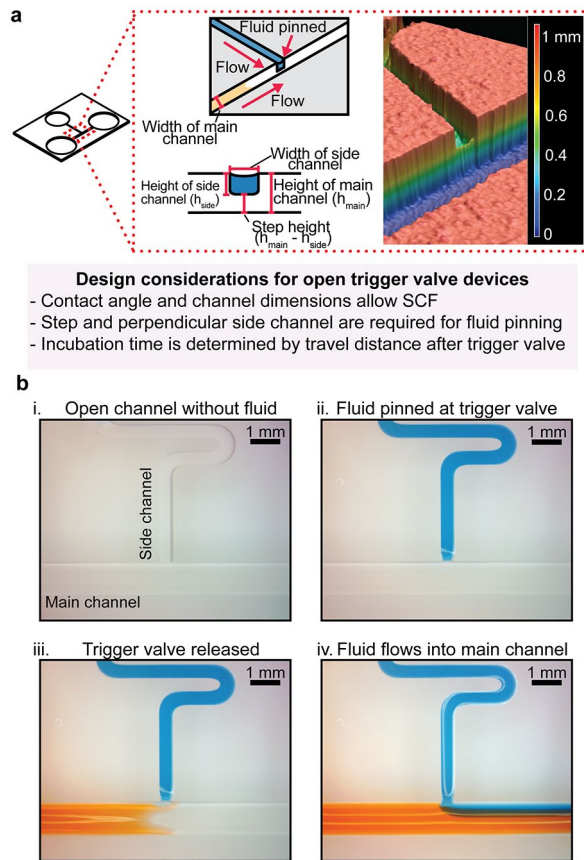 a
Fluid pinned
Flow
Flow
Width of main
channel
Width of side
channel
Height of side
channel (hside)
Height of main
channel (hmain)
Step height
(hmain - hside)
1 mm
0.8
0.6
0.4
0.2
0
Design considerations for open trigger valve devices
- Contact angle and channel dimensions allow SCF
- Step and perpendicular side channel are required for fluid pinning
- Incubation time is determined by travel distance after trigger valve
b
i. Open channel without fluid
1 mm
Side channel
Main channel
ii. Fluid pinned at trigger valve
1 mm
iii. Trigger valve released
1 mm
iv. Fluid flows into main channel
1 mm